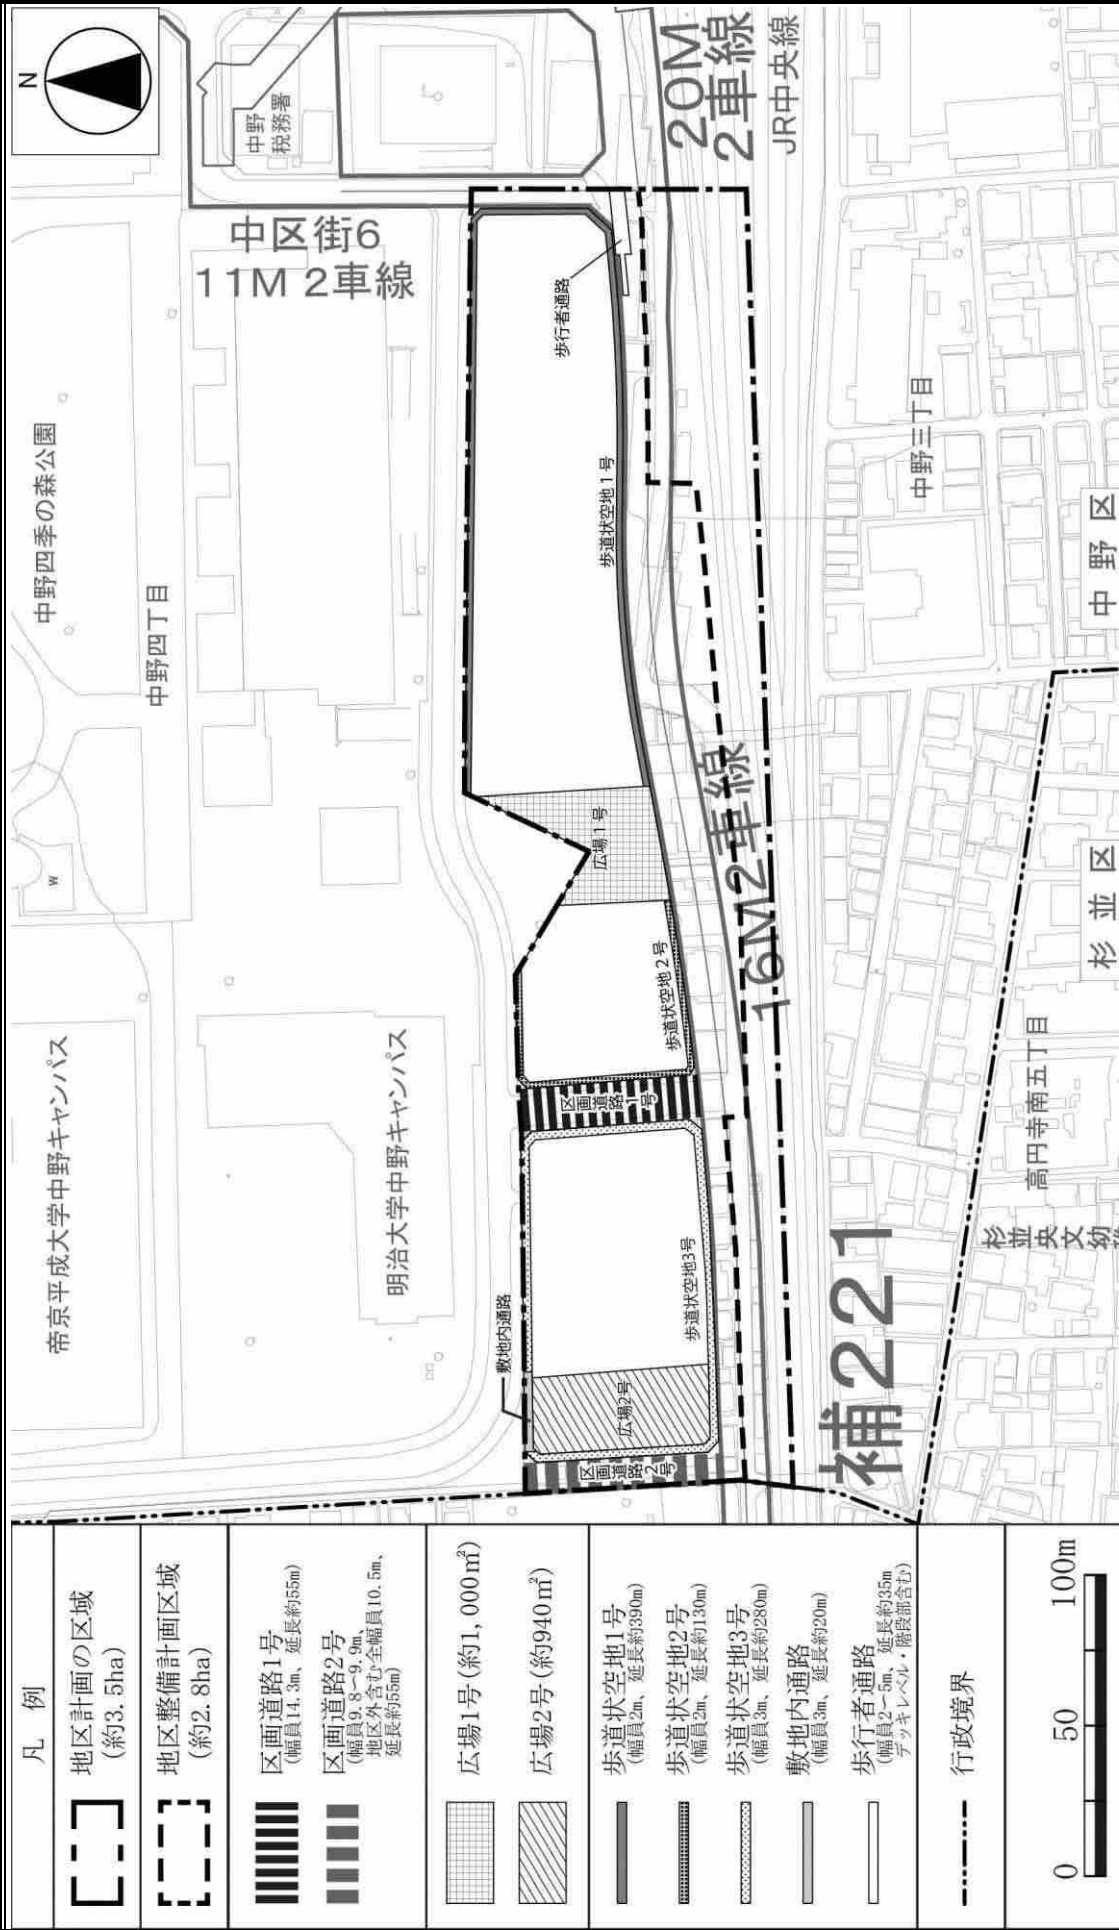 凡 例
地区計画の区域
(約3.5ha)
地区整備計画区域
(約2.8ha)
区画道路1号
(幅員14.3m、延長約55m)
区画道路2号
(幅員9.8～9.9m、
地区外含む全幅員10.5m、
延長約55m)
広場1号(約1,000㎡)
広場2号(約940㎡)
歩道状空地1号
(幅員2m、延長約390m)
歩道状空地2号
(幅員2m、延長約130m)
歩道状空地3号
(幅員3m、延長約280m)
敷地内通路
(幅員3m、延長約20m)
歩行者通路
(幅員2～5m、延長約35m
デッキレベル・階段部含む)
行政境界
0 50 100m
N
中野
税務署
中区街6
11M 2車線
20M
2車線
JR中央線
中野四季の森公園
中野四丁目
W
帝京平成大学中野キャンパス
明治大学中野キャンパス
歩行者通路
歩道状空地1号
広場1号
歩道状空地2号
区画道路1号
敷地内通路
歩道状空地3号
広場2号
区画道路2号
16M2車線
補221
中野三丁目
中野区
杉並区
高円寺南五丁目
杉並
央文
幼